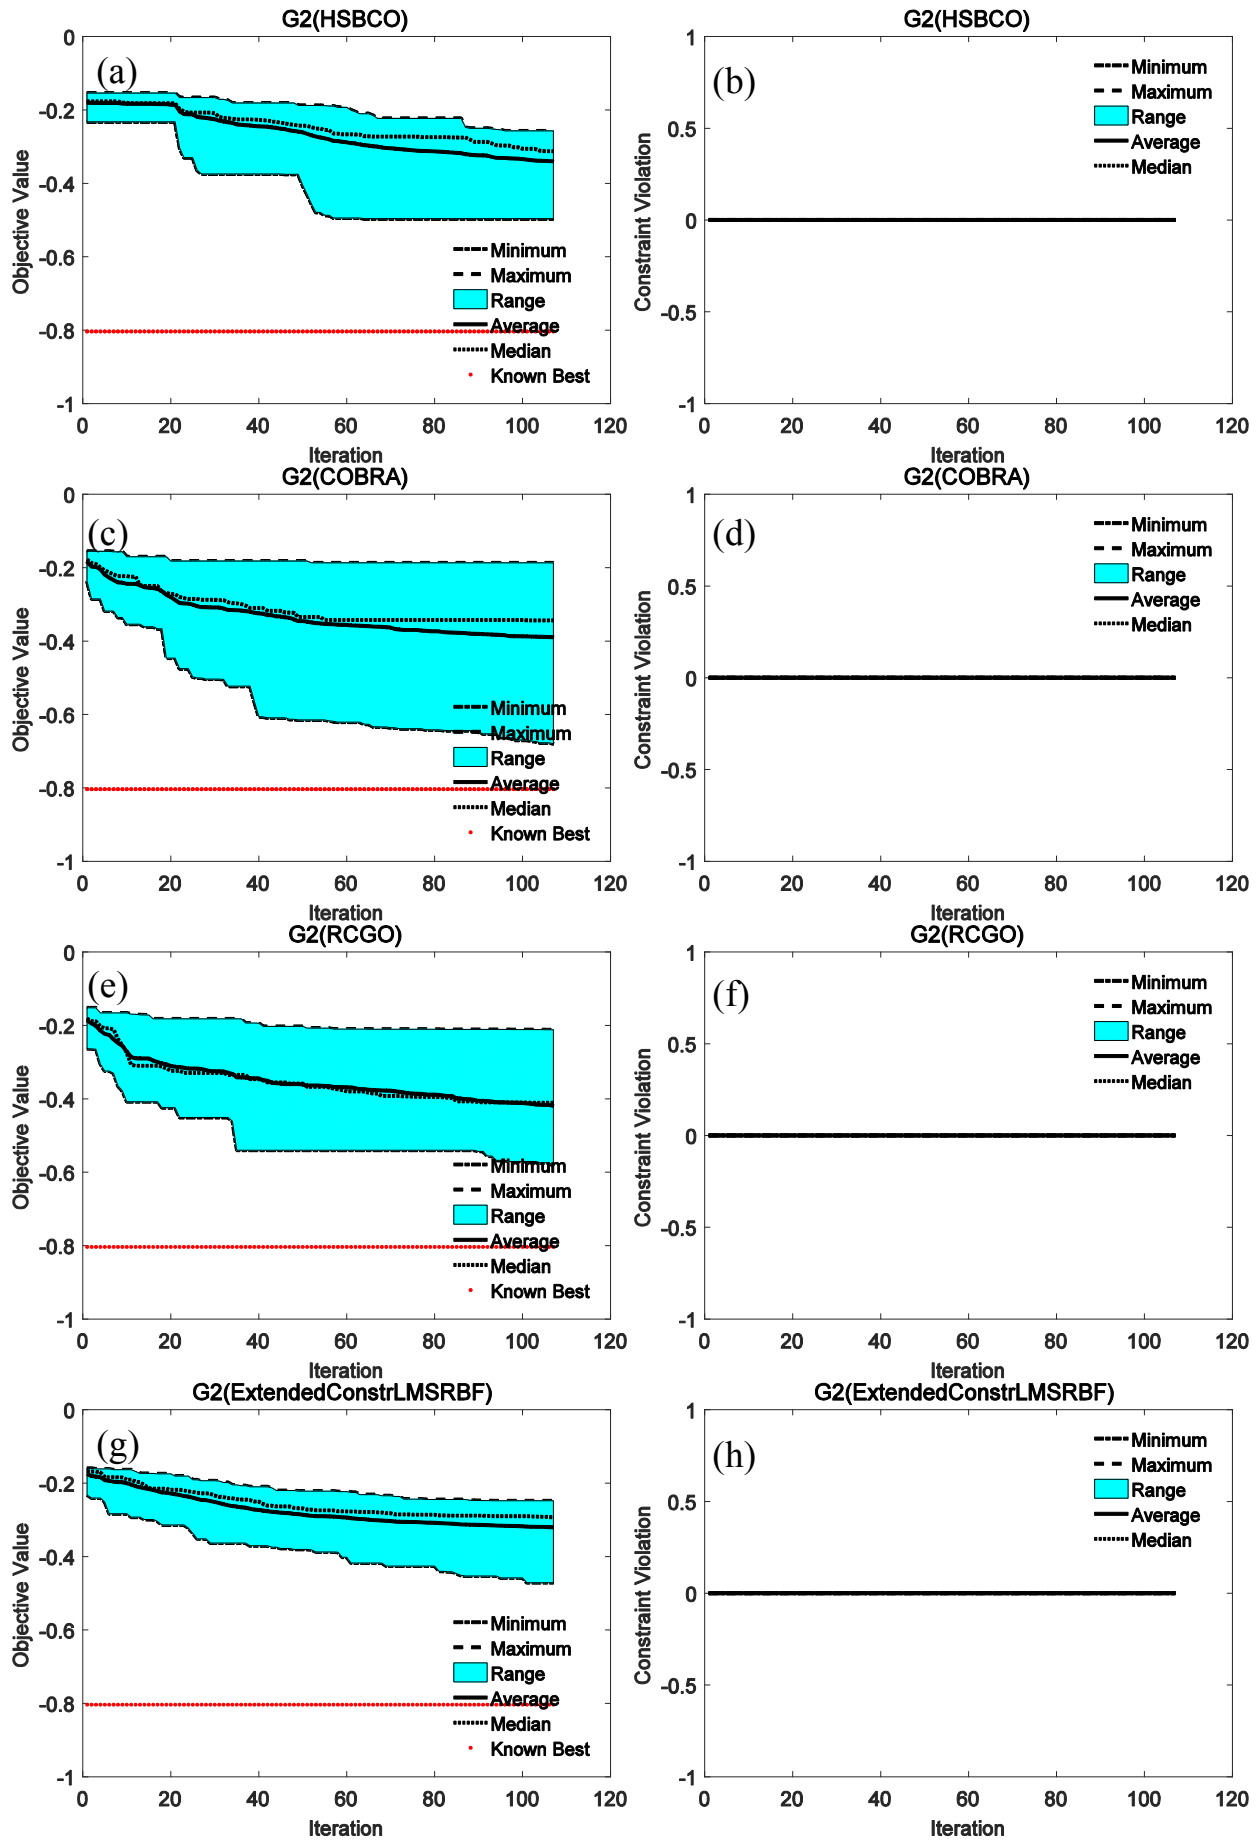 G2(HSBCO)
(a)
0
-0.2
-0.4
-0.6
-0.8
-1
Objective Value
Minimum
Maximum
Range
Average
Median
Known Best
0 20 40 60 80 100 120
Iteration
G2(HSBCO)
(b)
1
0.5
0
-0.5
-1
Constraint Violation
Minimum
Maximum
Range
Average
Median
0 20 40 60 80 100 120
Iteration
G2(COBRA)
(c)
0
-0.2
-0.4
-0.6
-0.8
-1
Objective Value
Minimum
Maximum
Range
Average
Median
Known Best
0 20 40 60 80 100 120
Iteration
G2(COBRA)
(d)
1
0.5
0
-0.5
-1
Constraint Violation
Minimum
Maximum
Range
Average
Median
0 20 40 60 80 100 120
Iteration
G2(RCGO)
(e)
0
-0.2
-0.4
-0.6
-0.8
-1
Objective Value
Minimum
Maximum
Range
Average
Median
Known Best
0 20 40 60 80 100 120
Iteration
G2(RCGO)
(f)
1
0.5
0
-0.5
-1
Constraint Violation
Minimum
Maximum
Range
Average
Median
0 20 40 60 80 100 120
Iteration
G2(ExtendedConstrLMSRBF)
(g)
0
-0.2
-0.4
-0.6
-0.8
-1
Objective Value
Minimum
Maximum
Range
Average
Median
Known Best
0 20 40 60 80 100 120
Iteration
G2(ExtendedConstrLMSRBF)
(h)
1
0.5
0
-0.5
-1
Constraint Violation
Minimum
Maximum
Range
Average
Median
0 20 40 60 80 100 120
Iteration